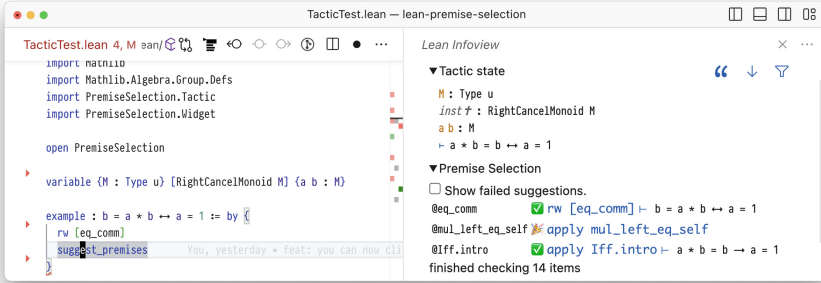 TacticTest.lean — lean-premise-selection
TacticTest.lean 4, M ean/
import Mathlib
import Mathlib.Algebra.Group.Defs
import PremiseSelection.Tactic
import PremiseSelection.Widget
open PremiseSelection
variable {M : Type u} [RightCancelMonoid M] {a b : M}
example : b = a * b ↔ a = 1 := by {
rw [eq_comm]
suggest_premises You, yesterday • feat: you can now cli
}
Lean Infoview
▼Tactic state
M : Type u
inst✝ : RightCancelMonoid M
a b : M
⊢ a * b = b ↔ a = 1
▼Premise Selection
Show failed suggestions.
@eq_comm ✅ rw [eq_comm] ⊢ b = a * b ↔ a = 1
@mul_left_eq_self 🎉 apply mul_left_eq_self
@Iff.intro ✅ apply Iff.intro ⊢ a * b = b → a = 1
finished checking 14 items